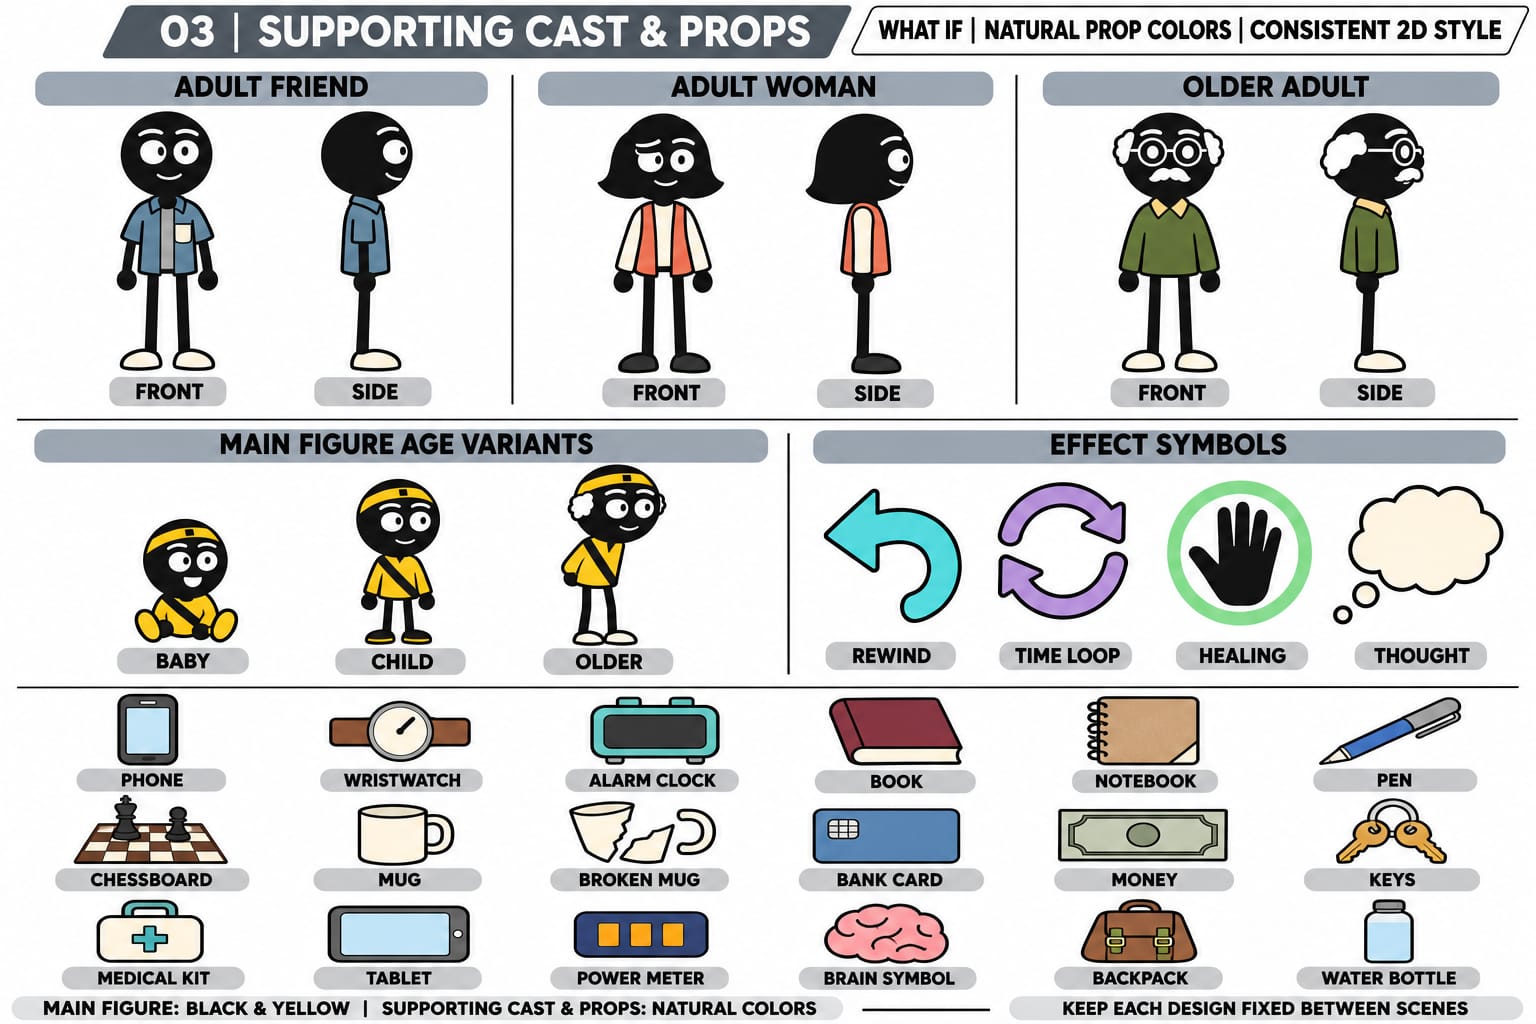 03 | SUPPORTING CAST & PROPS
WHAT IF | NATURAL PROP COLORS | CONSISTENT 2D STYLE
ADULT FRIEND
ADULT WOMAN
OLDER ADULT
FRONT
SIDE
FRONT
SIDE
FRONT
SIDE
MAIN FIGURE AGE VARIANTS
EFFECT SYMBOLS
BABY
CHILD
OLDER
REWIND
TIME LOOP
HEALING
THOUGHT
PHONE
WRISTWATCH
ALARM CLOCK
BOOK
NOTEBOOK
PEN
CHESSBOARD
MUG
BROKEN MUG
BANK CARD
MONEY
KEYS
MEDICAL KIT
TABLET
POWER METER
BRAIN SYMBOL
BACKPACK
WATER BOTTLE
MAIN FIGURE: BLACK & YELLOW | SUPPORTING CAST & PROPS: NATURAL COLORS
KEEP EACH DESIGN FIXED BETWEEN SCENES